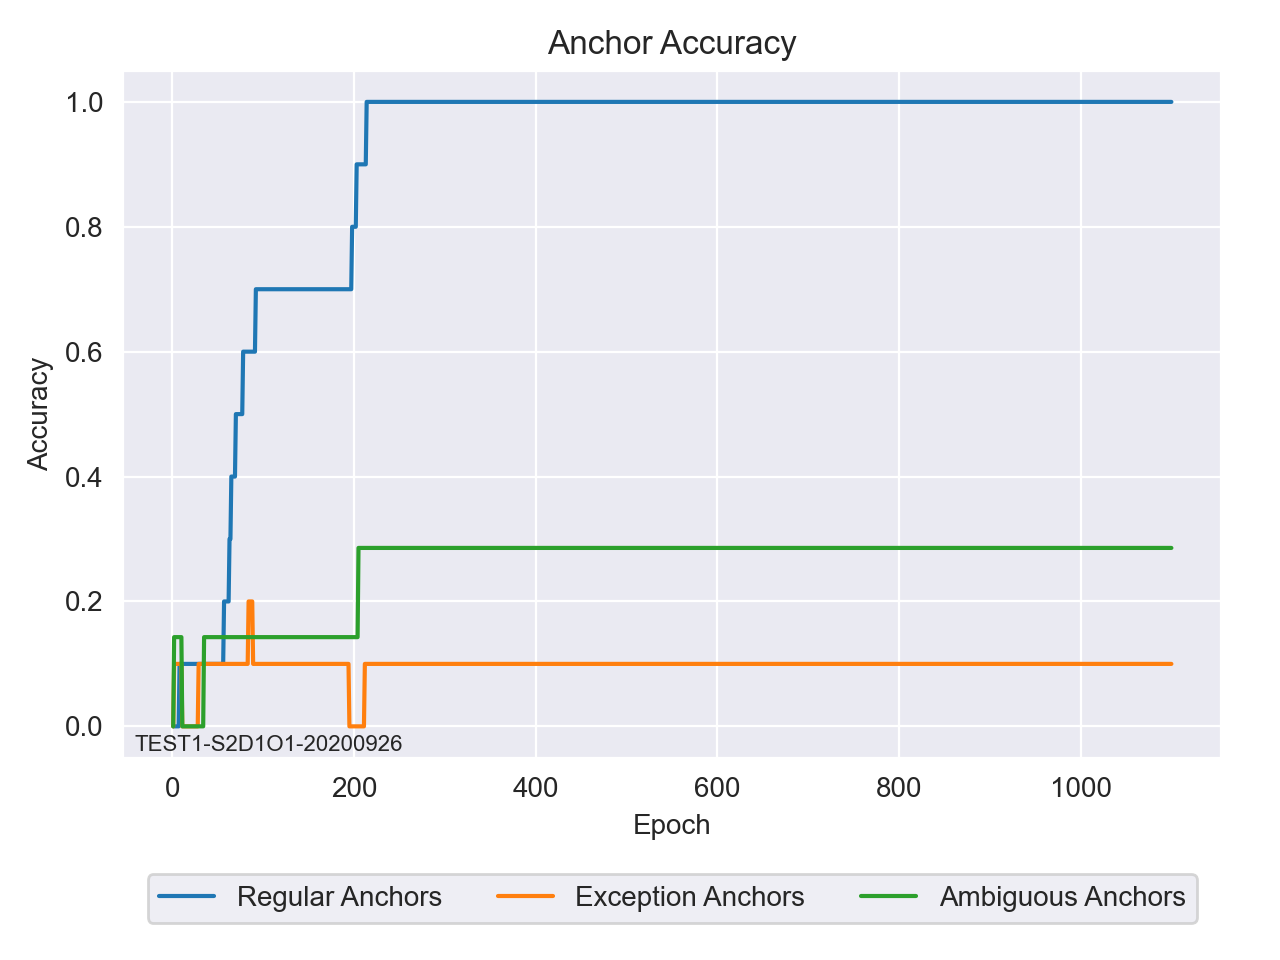 Anchor Accuracy
1.0
0.8
0.6
0.4
0.2
0.0
Accuracy
TEST1-S2D1O1-20200926
0 200 400 600 800 1000
Epoch
Regular Anchors Exception Anchors Ambiguous Anchors